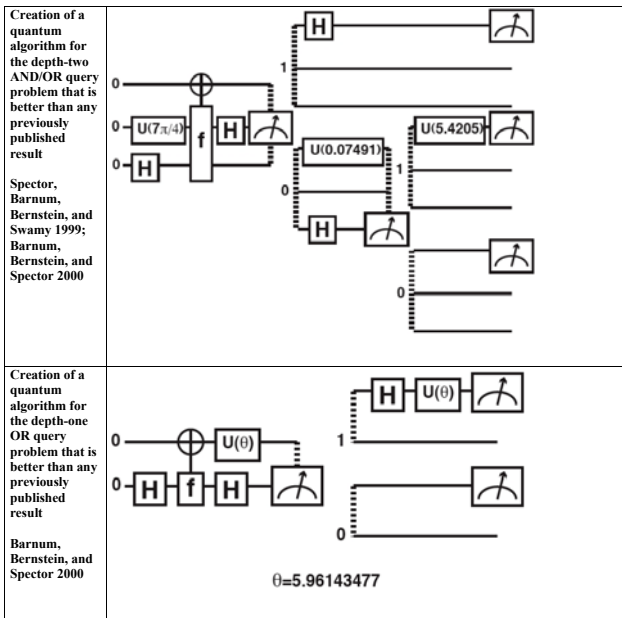 Creation of a
quantum
algorithm for
the depth-two
AND/OR query
problem that is
better than any
previously
published
result
Spector,
Barnum,
Bernstein, and
Swamy 1999;
Barnum,
Bernstein, and
Spector 2000
H
1
0
U(7π/4)
f
H
0
0
H
U(0.07491)
0
H
U(5.4205)
1
0
Creation of a
quantum
algorithm for
the depth-one
OR query
problem that is
better than any
previously
published
result
Barnum,
Bernstein, and
Spector 2000
H U(θ)
0 U(θ) 1
0 H f H
0
θ=5.96143477